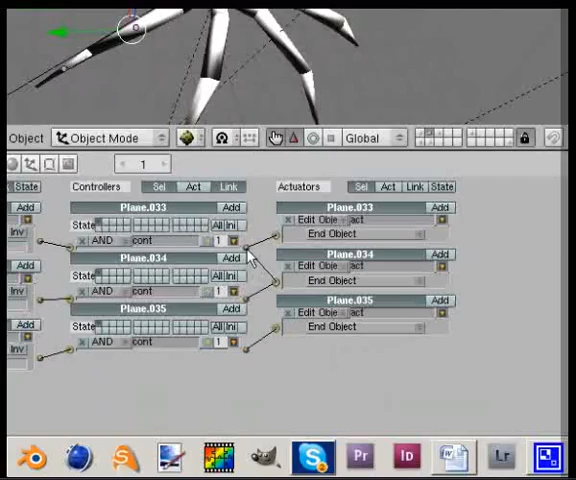 Object Object Mode Global
1
State Controllers Sel Act Link Actuators Sel Act Link State
Add Plane.033 Add Plane.033 Add
State All Ini Edit Obje act
Inv AND cont 1 End Object
Add Plane.034 Add Plane.034 Add
State All Ini Edit Obje act
AND cont 1 End Object
Add Plane.035 Add Plane.035 Add
State All Ini Edit Obje act
Inv AND cont 1 End Object
S Pr Id W Lr